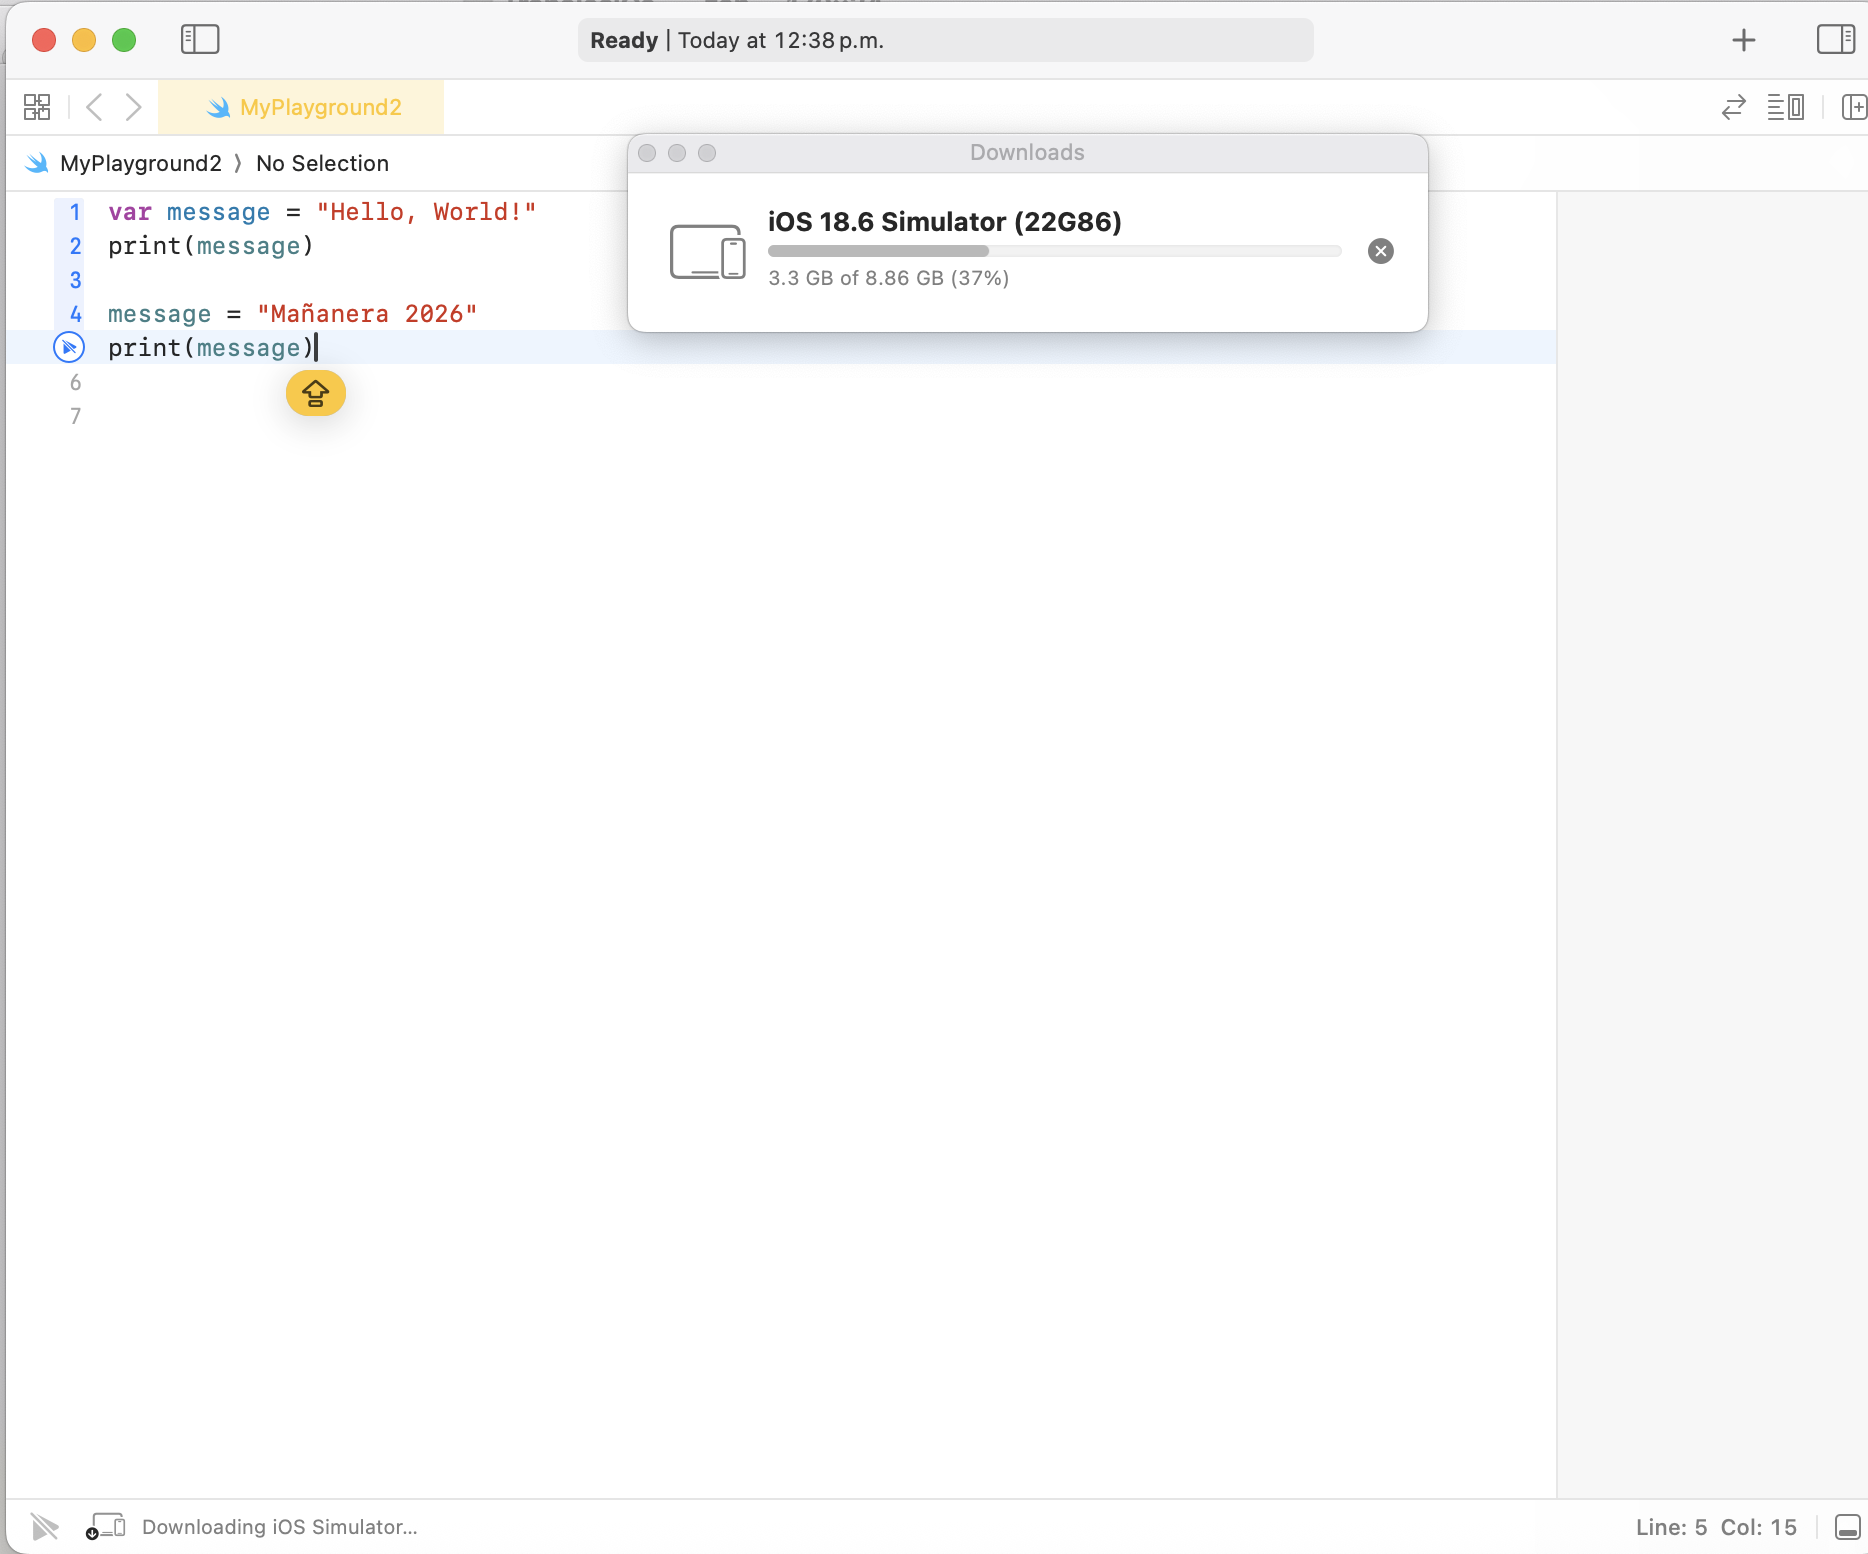 Ready | Today at 12:38 p.m.
MyPlayground2
MyPlayground2 〉 No Selection
Downloads
iOS 18.6 Simulator (22G86)
3.3 GB of 8.86 GB (37%)
1 var message = "Hello, World!"
2 print(message)
3
4 message = "Mañanera 2026"
print(message)
6
7
Downloading iOS Simulator...
Line: 5 Col: 15